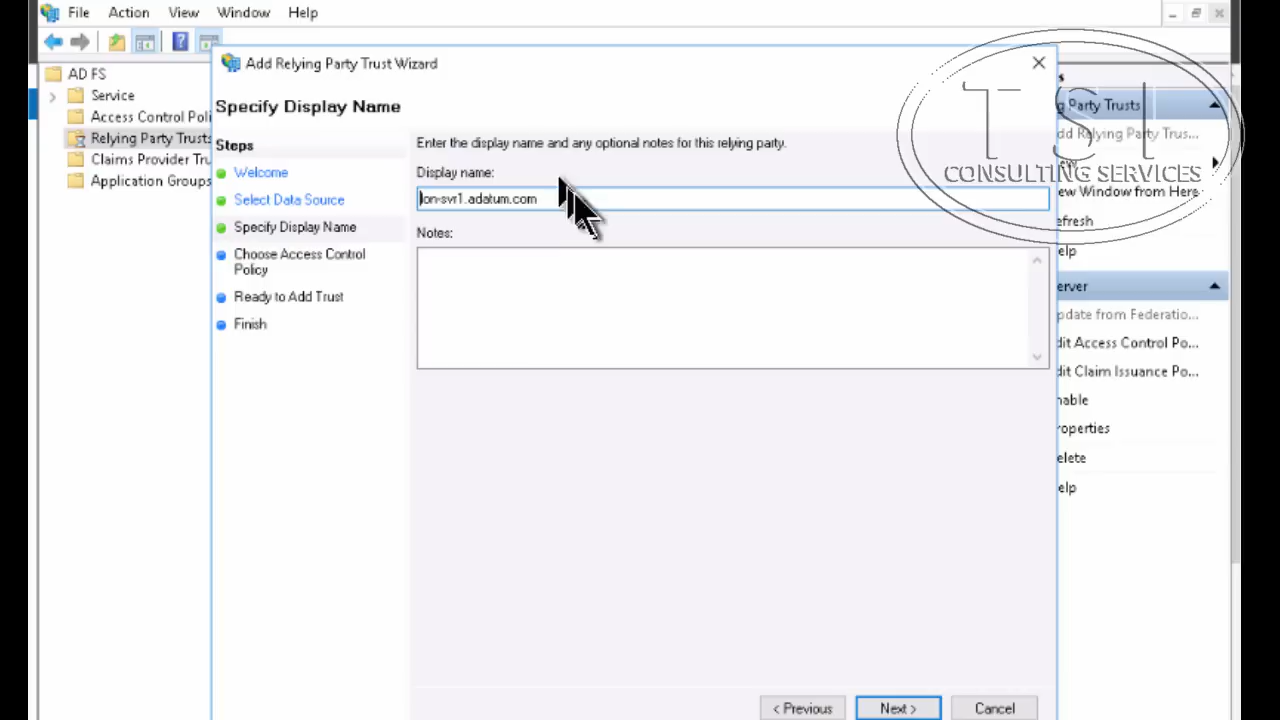 File Action View Window Help
AD FS
Service
Access Control Poli
Relying Party Trusts
Claims Provider Tru
Application Groups
Add Relying Party Trust Wizard
Specify Display Name
Steps
Welcome
Select Data Source
Specify Display Name
Choose Access Control
Policy
Ready to Add Trust
Finish
Enter the display name and any optional notes for this relying party.
Display name:
lon-svr1.adatum.com
Notes:
< Previous Next > Cancel
s
g Party Trusts
dd Relying Party Trus...
ew Window from Here
efresh
elp
erver
pdate from Federatio...
dit Access Control Po...
dit Claim Issuance Po...
nable
roperties
elete
elp
TSI
CONSULTING SERVICES